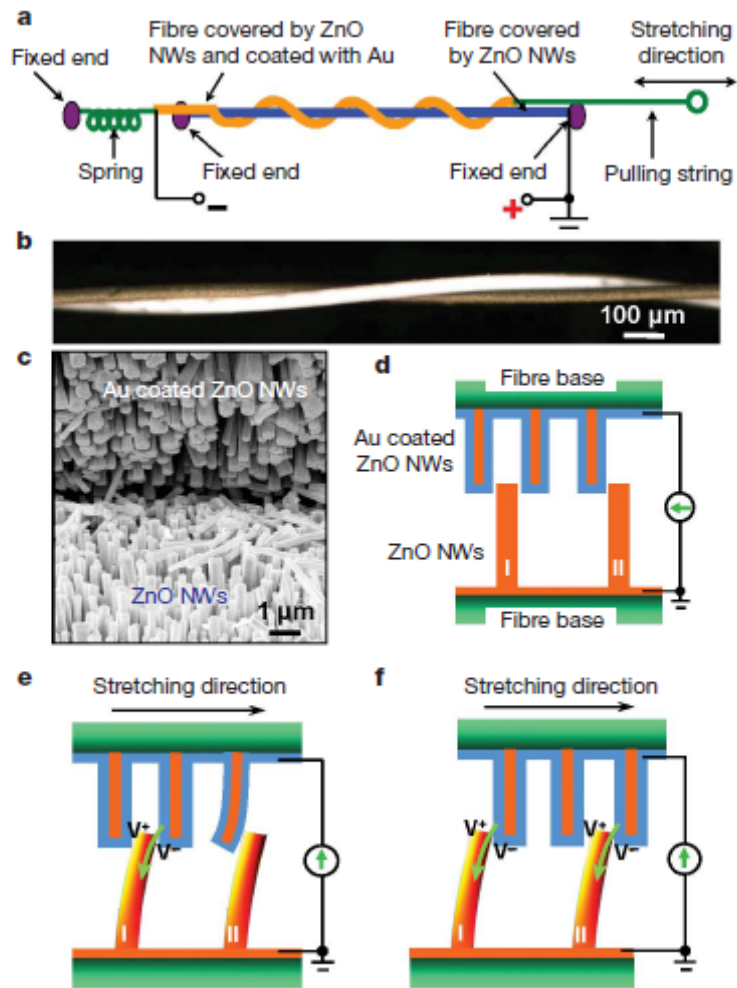 a
Fibre covered by ZnO
NWs and coated with Au
Fibre covered
by ZnO NWs
Stretching
direction
Fixed end
Spring
Fixed end
Fixed end
Pulling string
−
+
b
100 µm
c
Au coated ZnO NWs
ZnO NWs
1 µm
d
Fibre base
Au coated
ZnO NWs
ZnO NWs
I
II
Fibre base
e
Stretching direction
V+
V−
I
II
f
Stretching direction
V+
V−
V+
V−
I
II